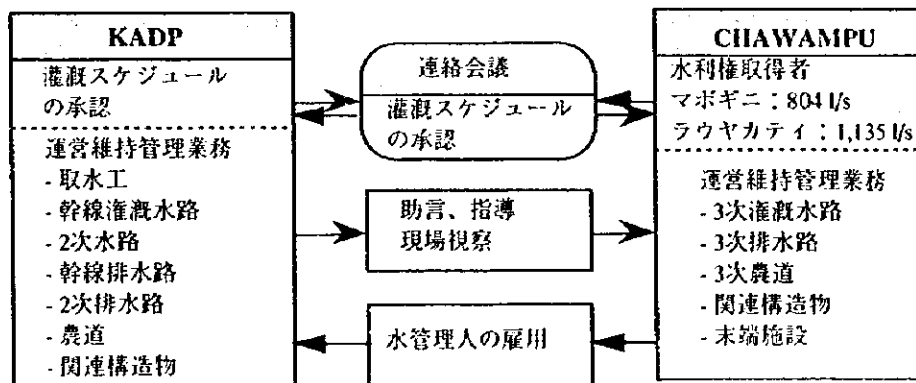 KADP
灌漑スケジュール
の承認
運営維持管理業務
- 取水工
- 幹線灌漑水路
- 2次水路
- 幹線排水路
- 2次排水路
- 農道
- 関連構造物
連絡会議
灌漑スケジュール
の承認
助言、指導
現場視察
水管理人の雇用
CHAWAMPU
水利権取得者
マボギニ：804 l/s
ラウヤカティ：1,135 l/s
運営維持管理業務
- 3次灌漑水路
- 3次排水路
- 3次農道
- 関連構造物
- 末端施設